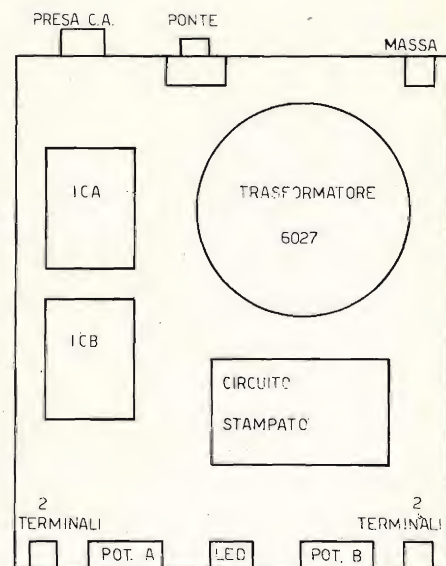 PRESA C.A.
PONTE
MASSA
ICA
TRASFORMATORE
6027
ICB
CIRCUITO
STAMPATO
2
TERMINALI
2
TERMINALI
POT. A
LED
POT. B